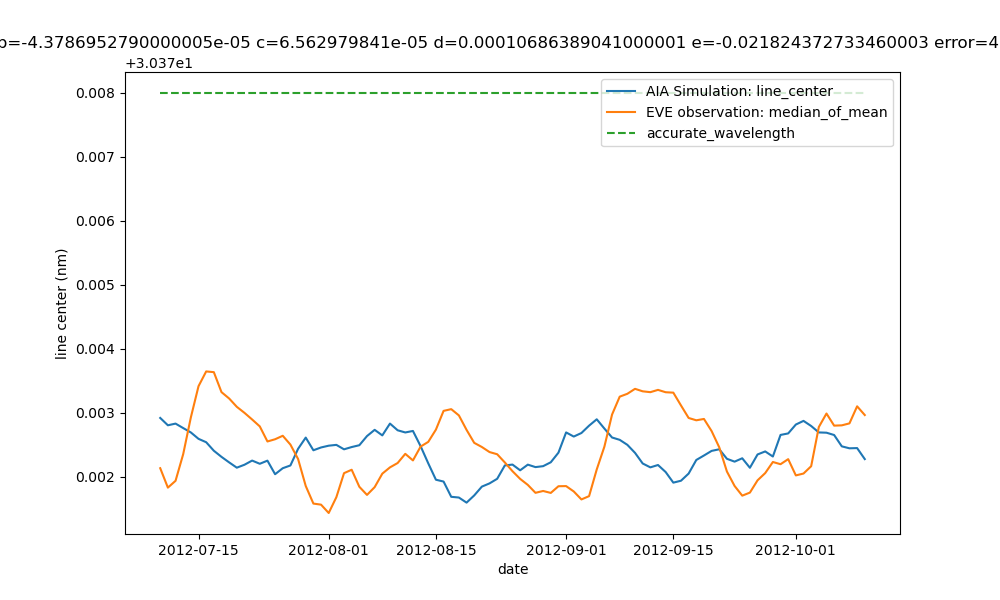 b=-4.3786952790000005e-05 c=6.562979841e-05 d=0.00010686389041000001 e=-0.021824372733460003 error=4
+3.037e1
0.008
0.007
0.006
0.005
0.004
0.003
0.002
line center (nm)
AIA Simulation: line_center
EVE observation: median_of_mean
accurate_wavelength
2012-07-15 2012-08-01 2012-08-15 2012-09-01 2012-09-15 2012-10-01
date